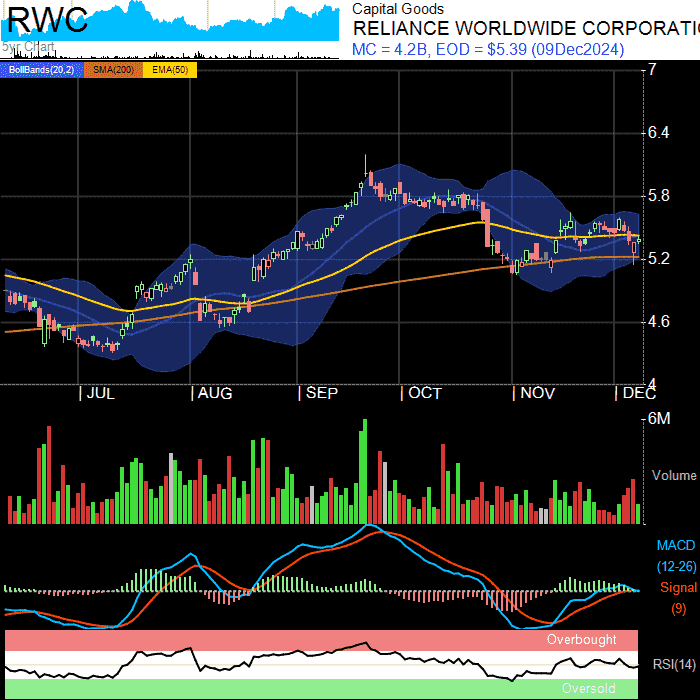 RWC
5yr Chart
Capital Goods
RELIANCE WORLDWIDE CORPORATI
MC = 4.2B, EOD = $5.39 (09Dec2024)
BollBands(20,2) SMA(200) EMA(50)
7
6.4
5.8
5.2
4.6
4
JUL AUG SEP OCT NOV DEC
6M
Volume
MACD
(12-26)
Signal
(9)
Overbought
RSI(14)
Oversold